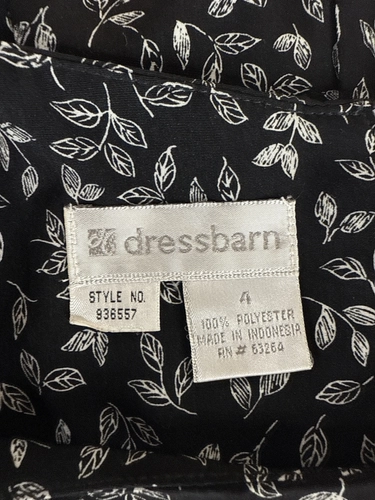 dressbarn
STYLE NO.
936557
4
100% POLYESTER
MADE IN INDONESIA
RN # 63264